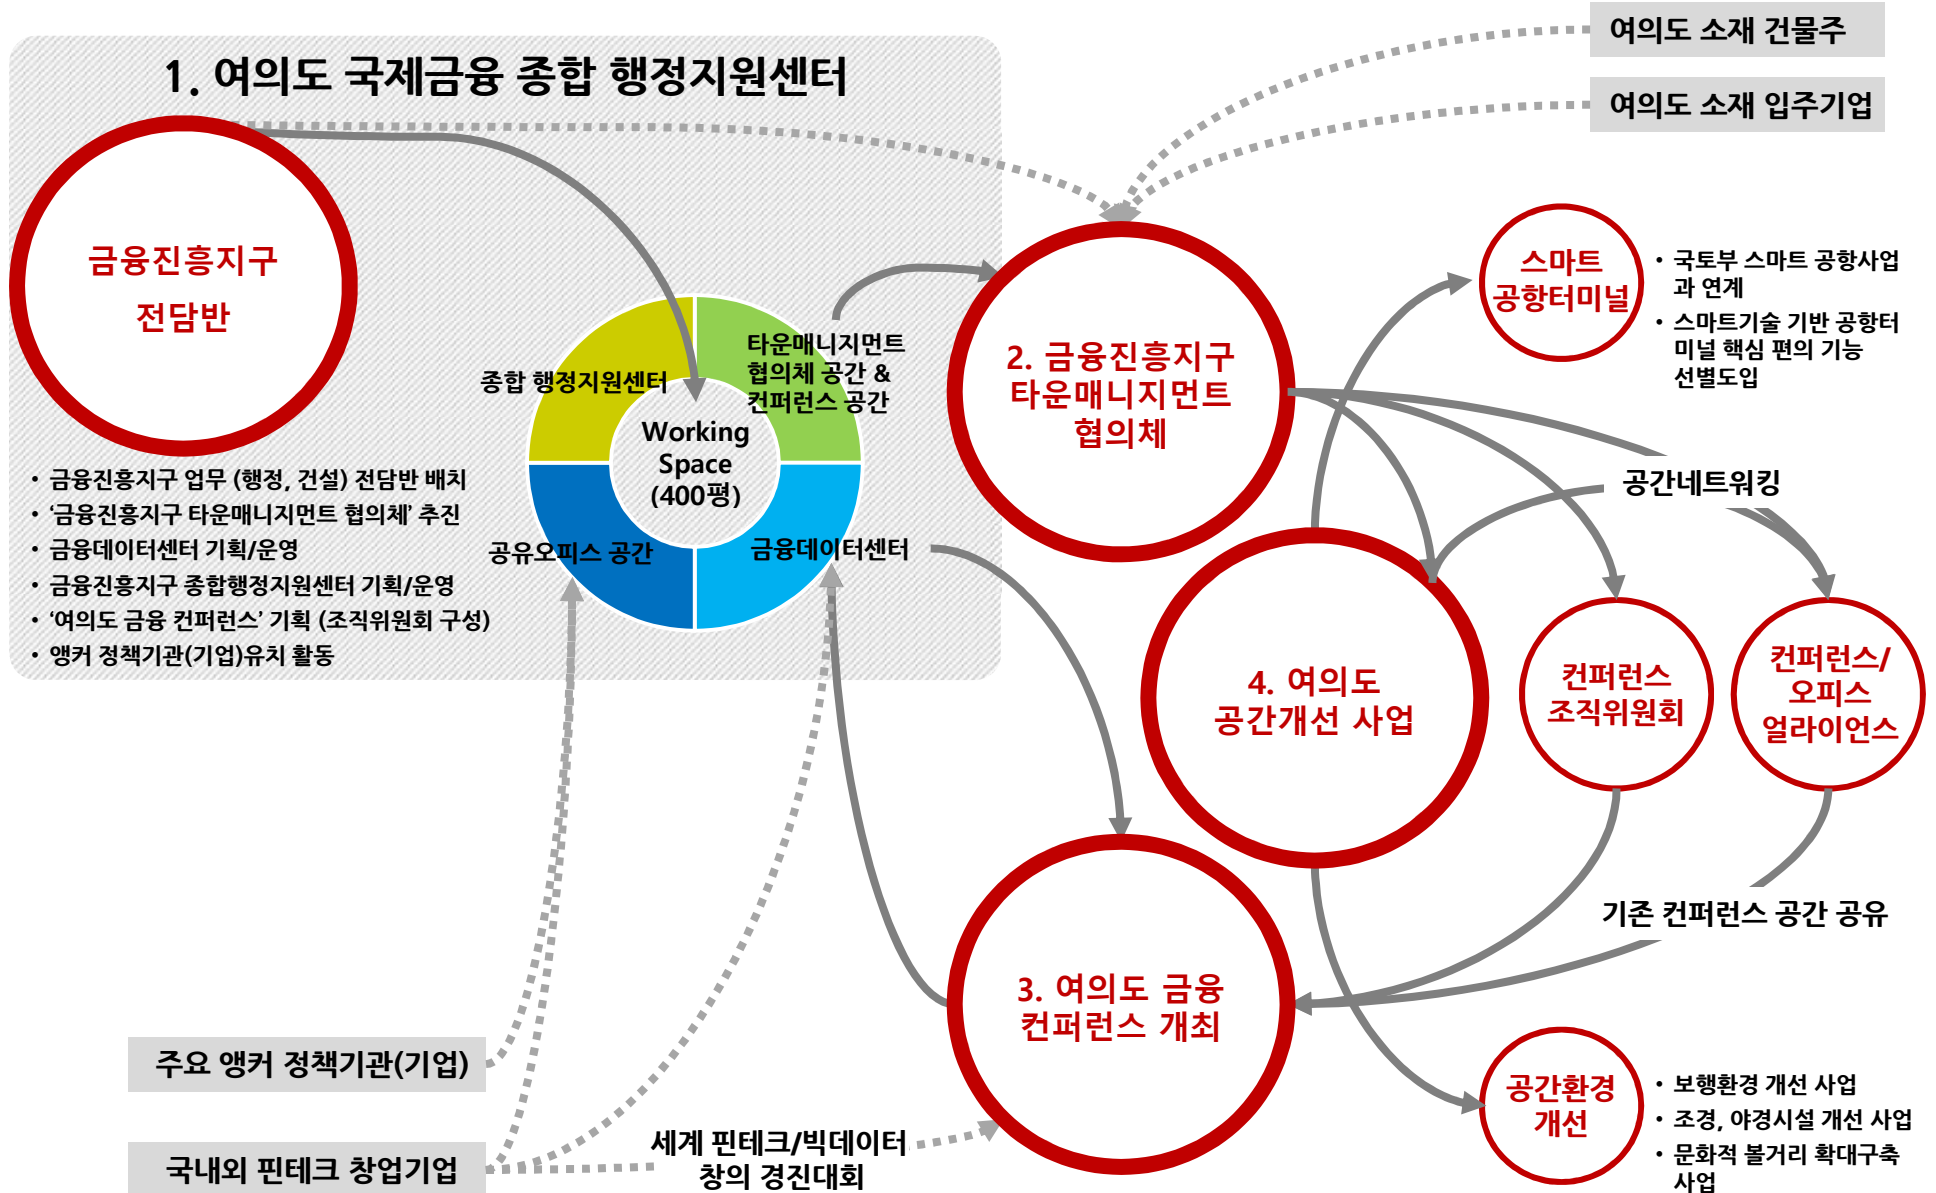 여의도 소재 건물주
여의도 소재 입주기업
1. 여의도 국제금융 종합 행정지원센터
금융진흥지구
전담반
• 금융진흥지구 업무 (행정, 건설) 전담반 배치
• ‘금융진흥지구 타운매니지먼트 협의체’ 추진
• 금융데이터센터 기획/운영
• 금융진흥지구 종합행정지원센터 기획/운영
• ‘여의도 금융 컨퍼런스’ 기획 (조직위원회 구성)
• 앵커 정책기관(기업)유치 활동
종합 행정지원센터
타운매니지먼트
협의체 공간 &
컨퍼런스 공간
Working
Space
(400평)
공유오피스 공간
금융데이터센터
2. 금융진흥지구
타운매니지먼트
협의체
스마트
공항터미널
• 국토부 스마트 공항사업
과 연계
• 스마트기술 기반 공항터
미널 핵심 편의 기능
선별도입
공간네트워킹
4. 여의도
공간개선 사업
컨퍼런스
조직위원회
컨퍼런스/
오피스
얼라이언스
기존 컨퍼런스 공간 공유
3. 여의도 금융
컨퍼런스 개최
공간환경
개선
• 보행환경 개선 사업
• 조경, 야경시설 개선 사업
• 문화적 볼거리 확대구축
사업
주요 앵커 정책기관(기업)
국내외 핀테크 창업기업
세계 핀테크/빅데이터
창의 경진대회